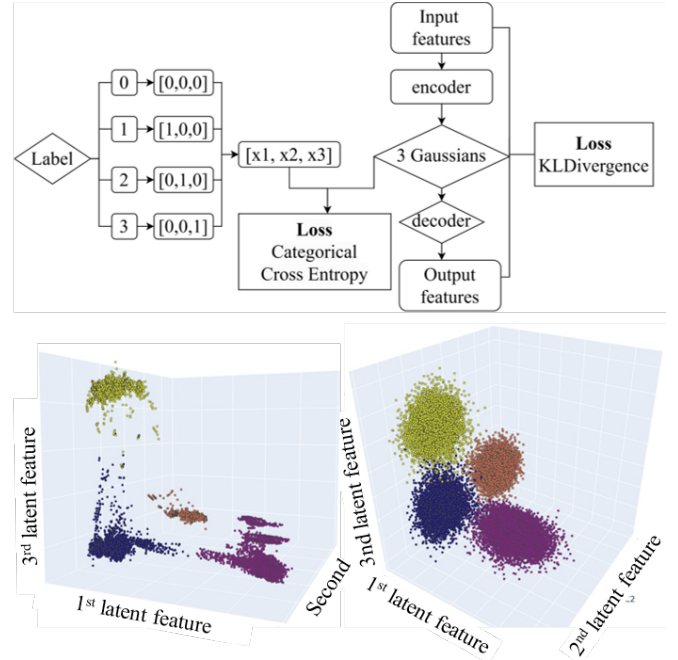 Input
features
encoder
3 Gaussians
decoder
Output
features
Label
0
[0,0,0]
1
[1,0,0]
2
[0,1,0]
3
[0,0,1]
[x1, x2, x3]
Loss
Categorical
Cross Entropy
Loss
KLDivergence
3rd latent feature
1st latent feature
Second
3nd latent feature
1st latent feature
2nd latent feature
..2